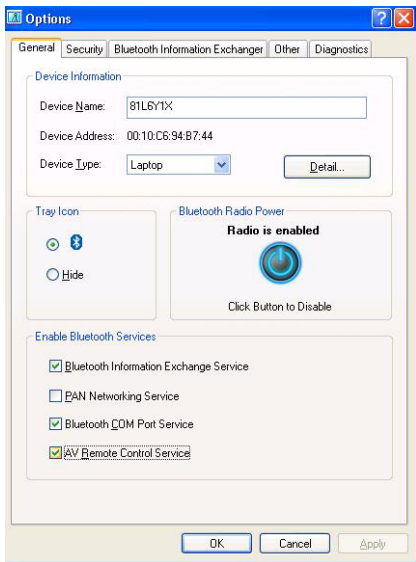 Options
General Security Bluetooth Information Exchanger Other Diagnostics
Device Information
Device Name: 81L6Y1X
Device Address: 00:10:C6:94:B7:44
Device Type: Laptop Detail...
Tray Icon
Hide
Bluetooth Radio Power
Radio is enabled
Click Button to Disable
Enable Bluetooth Services
Bluetooth Information Exchange Service
PAN Networking Service
Bluetooth COM Port Service
AV Remote Control Service
OK Cancel Apply